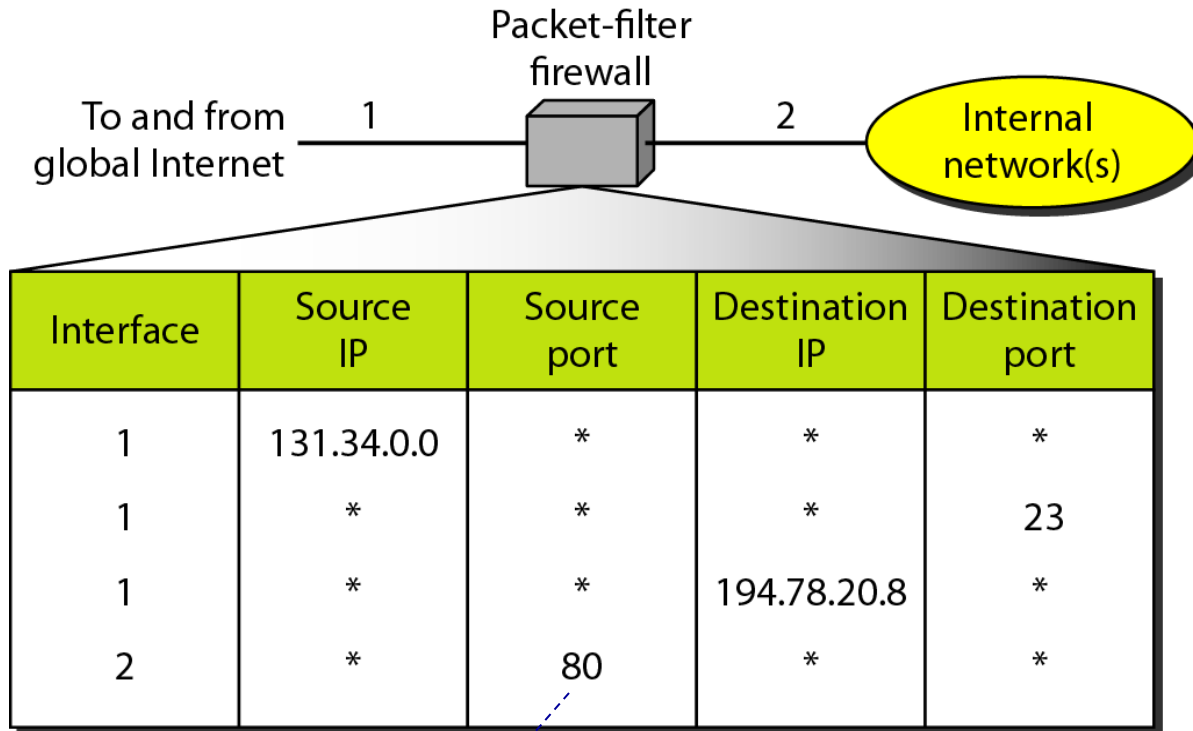 Packet-filter
firewall
To and from
global Internet
1
2
Internal
network(s)
Interface
Source
IP
Source
port
Destination
IP
Destination
port
1 131.34.0.0 * * *
1 * * * 23
1 * * 194.78.20.8 *
2 * 80 * *